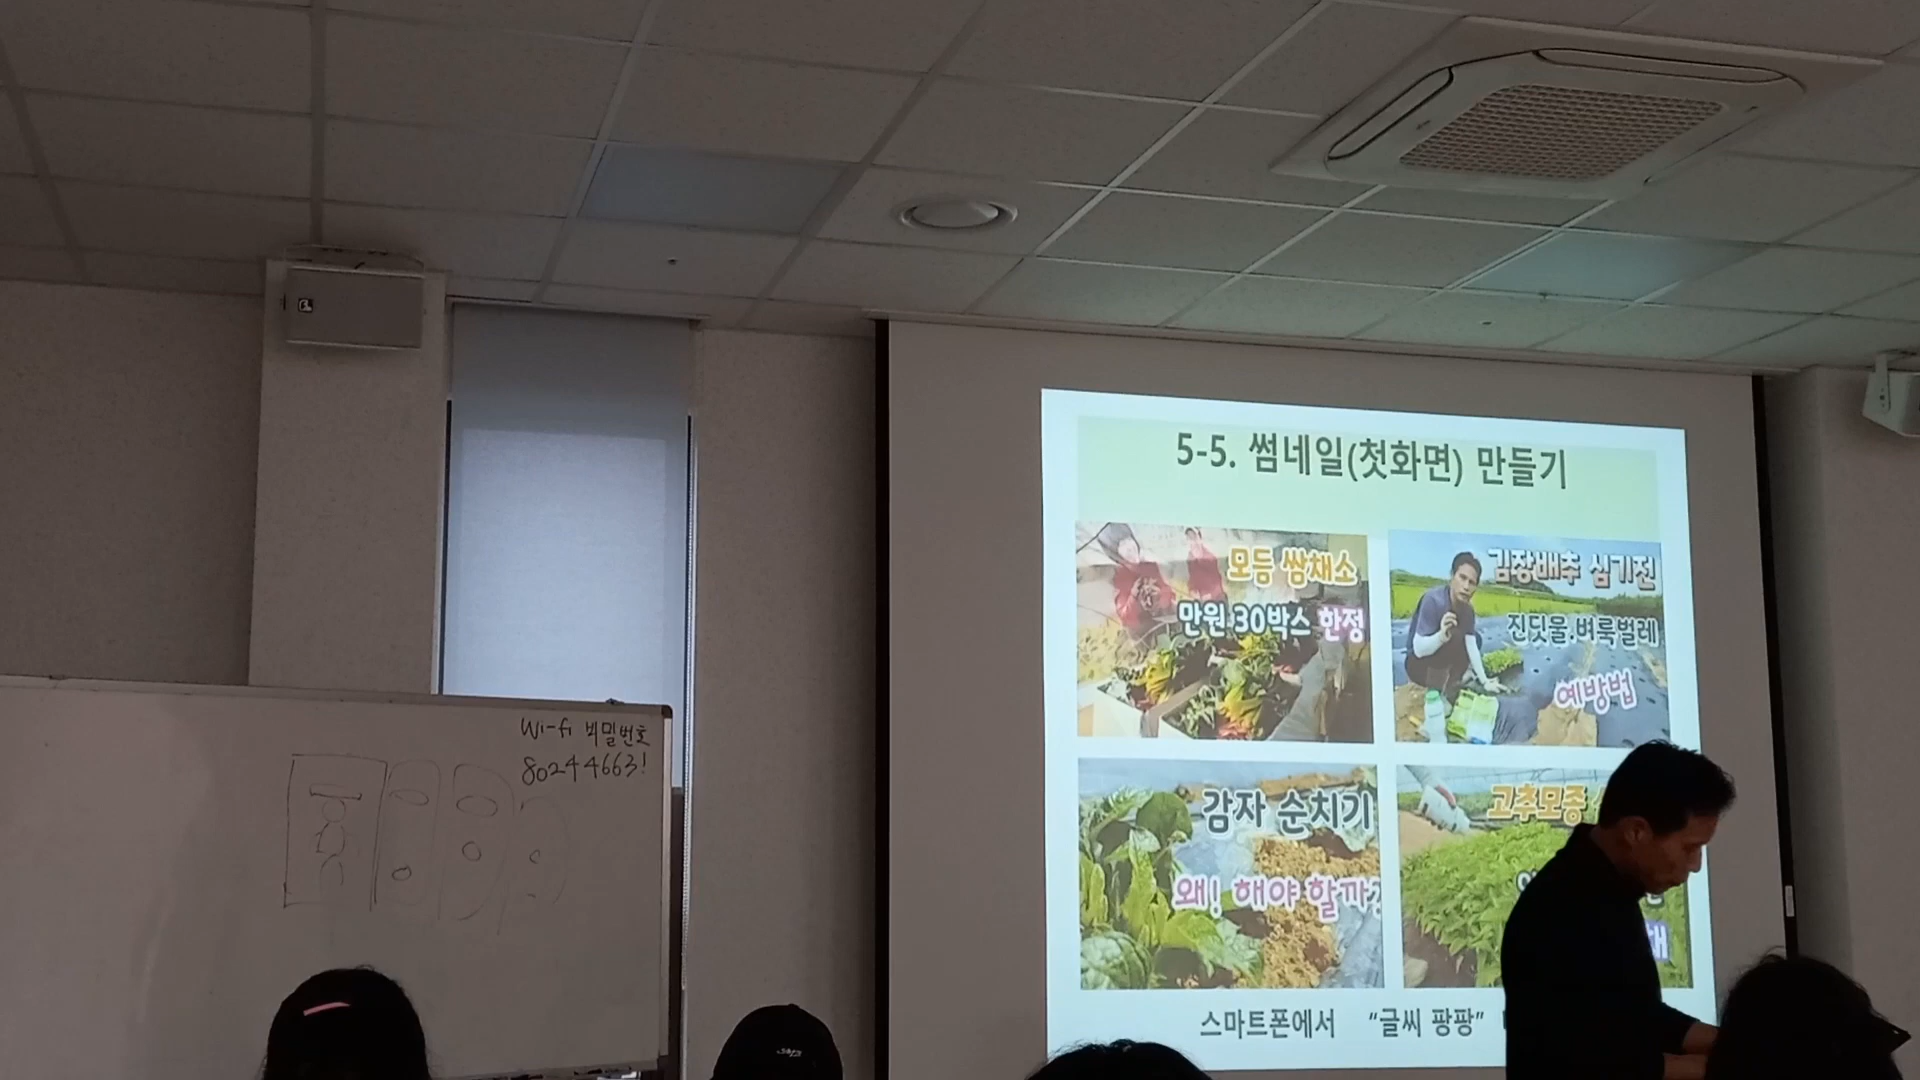 Wi-fi 비밀번호
80244663!
5-5. 썸네일(첫화면) 만들기
모듬 쌈채소
만원 30박스 한정
김장배추 심기전
진딧물.벼룩벌레
예방법
감자 순치기
왜! 해야 할까?
고추모종
스마트폰에서 "글씨 팡팡"